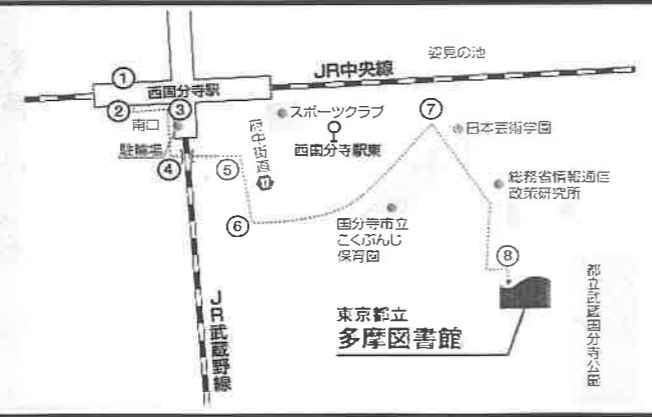 姿見の池
JR中央線
①
西国分寺駅
②
③
南口
駐輪場
④
⑤
⑥
府中街道
17
スポーツクラブ
西国分寺駅東
⑦
日本芸術学園
総務省情報通信
政策研究所
国分寺市立
こくぶんじ
保育園
⑧
東京都立
多摩図書館
都立武蔵国分寺公園
JR武蔵野線